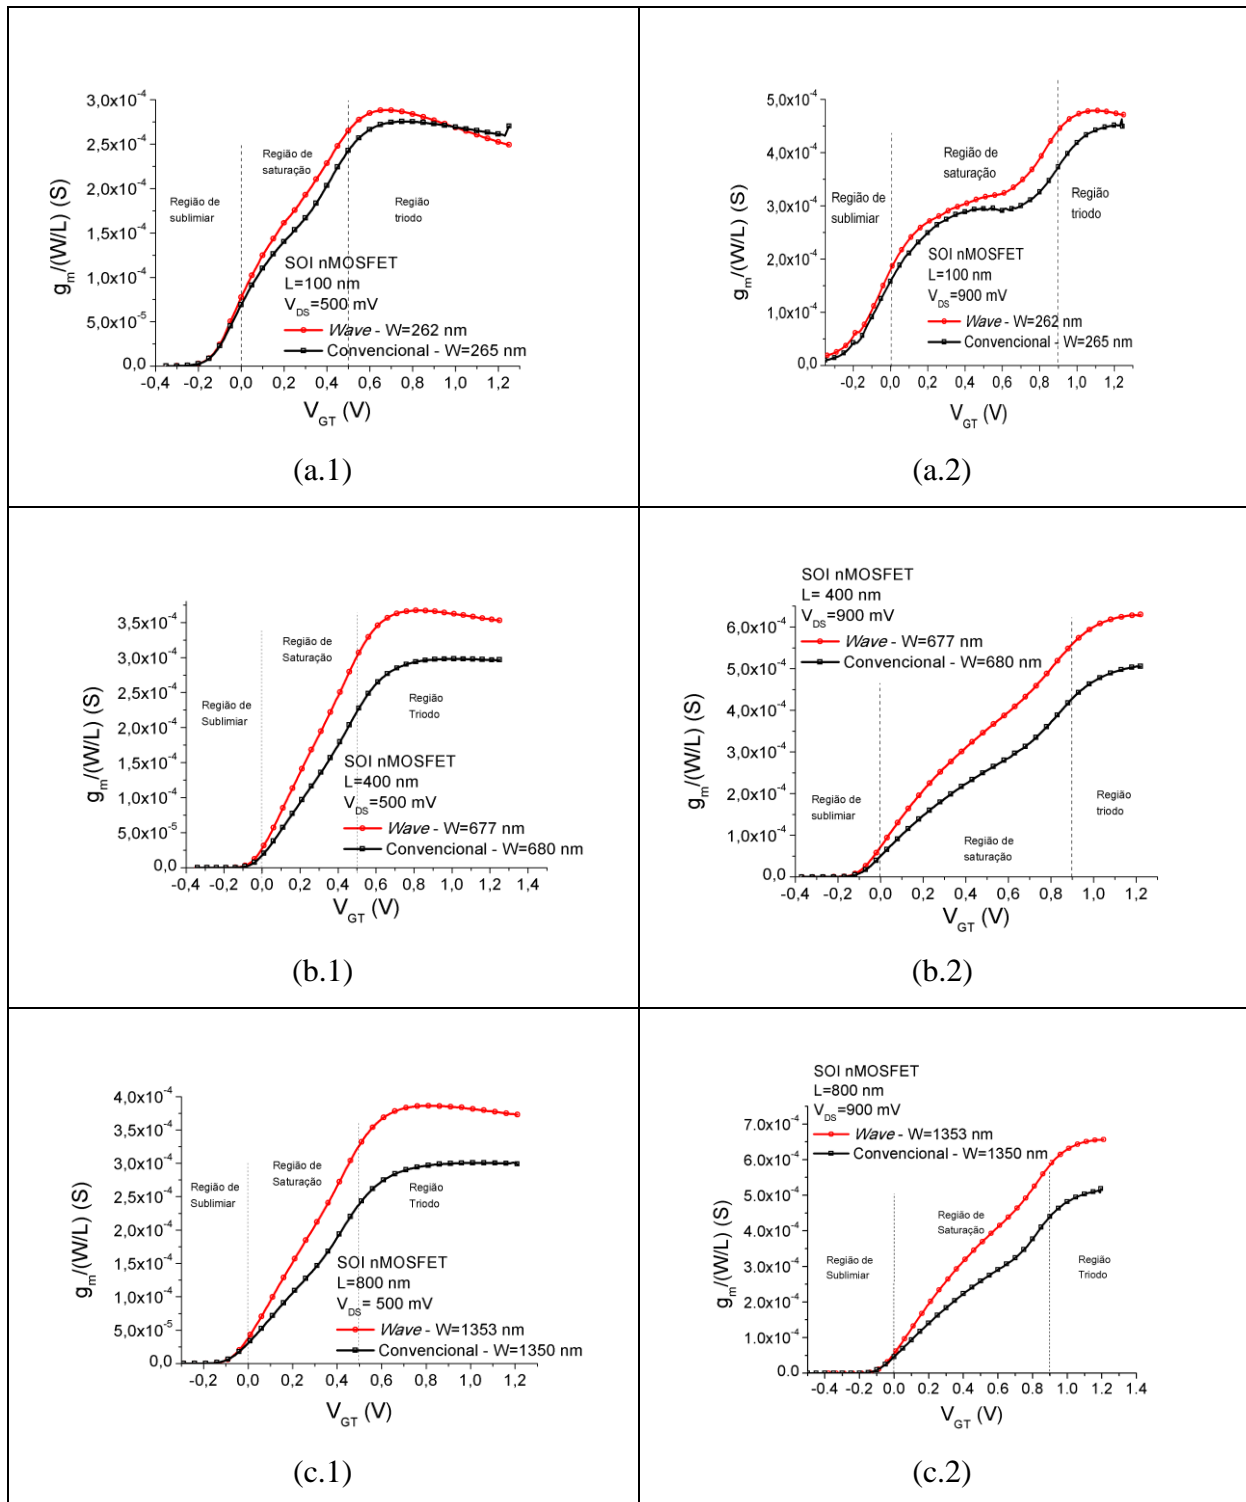 3,0x10⁻⁴
2,5x10⁻⁴
2,0x10⁻⁴
1,5x10⁻⁴
1,0x10⁻⁴
5,0x10⁻⁵
0,0
gₘ/(W/L) (S)
Região de
sublimiar
Região de
saturação
Região
triodo
SOI nMOSFET
L=100 nm
V_DS=500 mV
Wave - W=262 nm
Convencional - W=265 nm
-0,4 -0,2 0,0 0,2 0,4 0,6 0,8 1,0 1,2
V_GT (V)
(a.1)
5,0x10⁻⁴
4,0x10⁻⁴
3,0x10⁻⁴
2,0x10⁻⁴
1,0x10⁻⁴
0,0
gₘ/(W/L) (S)
Região de
sublimiar
Região de
saturação
Região
triodo
SOI nMOSFET
L=100 nm
V_DS=900 mV
Wave - W=262 nm
Convencional - W=265 nm
-0,2 0,0 0,2 0,4 0,6 0,8 1,0 1,2
V_GT (V)
(a.2)
3,5x10⁻⁴
3,0x10⁻⁴
2,5x10⁻⁴
2,0x10⁻⁴
1,5x10⁻⁴
1,0x10⁻⁴
5,0x10⁻⁵
0,0
gₘ/(W/L) (S)
Região de
Sublimiar
Região de
Saturação
Região
Triodo
SOI nMOSFET
L=400 nm
V_DS=500 mV
Wave - W=677 nm
Convencional - W=680 nm
-0,4 -0,2 0,0 0,2 0,4 0,6 0,8 1,0 1,2 1,4
V_GT (V)
(b.1)
SOI nMOSFET
L= 400 nm
V_DS=900 mV
Wave - W=677 nm
Convencional - W=680 nm
6,0x10⁻⁴
5,0x10⁻⁴
4,0x10⁻⁴
3,0x10⁻⁴
2,0x10⁻⁴
1,0x10⁻⁴
0,0
gₘ/(W/L) (S)
Região de
sublimiar
Região de
saturação
Região
triodo
-0,4 -0,2 0,0 0,2 0,4 0,6 0,8 1,0 1,2
V_GT (V)
(b.2)
4,0x10⁻⁴
3,5x10⁻⁴
3,0x10⁻⁴
2,5x10⁻⁴
2,0x10⁻⁴
1,5x10⁻⁴
1,0x10⁻⁴
5,0x10⁻⁵
0,0
gₘ/(W/L) (S)
Região de
Sublimiar
Região de
Saturação
Região
Triodo
SOI nMOSFET
L=800 nm
V_DS= 500 mV
Wave - W=1353 nm
Convencional - W=1350 nm
-0,2 0,0 0,2 0,4 0,6 0,8 1,0 1,2
V_GT (V)
(c.1)
SOI nMOSFET
L=800 nm
V_DS=900 mV
Wave - W=1353 nm
Convencional - W=1350 nm
7.0x10⁻⁴
6.0x10⁻⁴
5.0x10⁻⁴
4.0x10⁻⁴
3.0x10⁻⁴
2.0x10⁻⁴
1.0x10⁻⁴
0.0
gₘ/(W/L) (S)
Região de
Sublimiar
Região de
Saturação
Região
Triodo
-0.4 -0.2 0.0 0.2 0.4 0.6 0.8 1.0 1.2 1.4
V_GT (V)
(c.2)